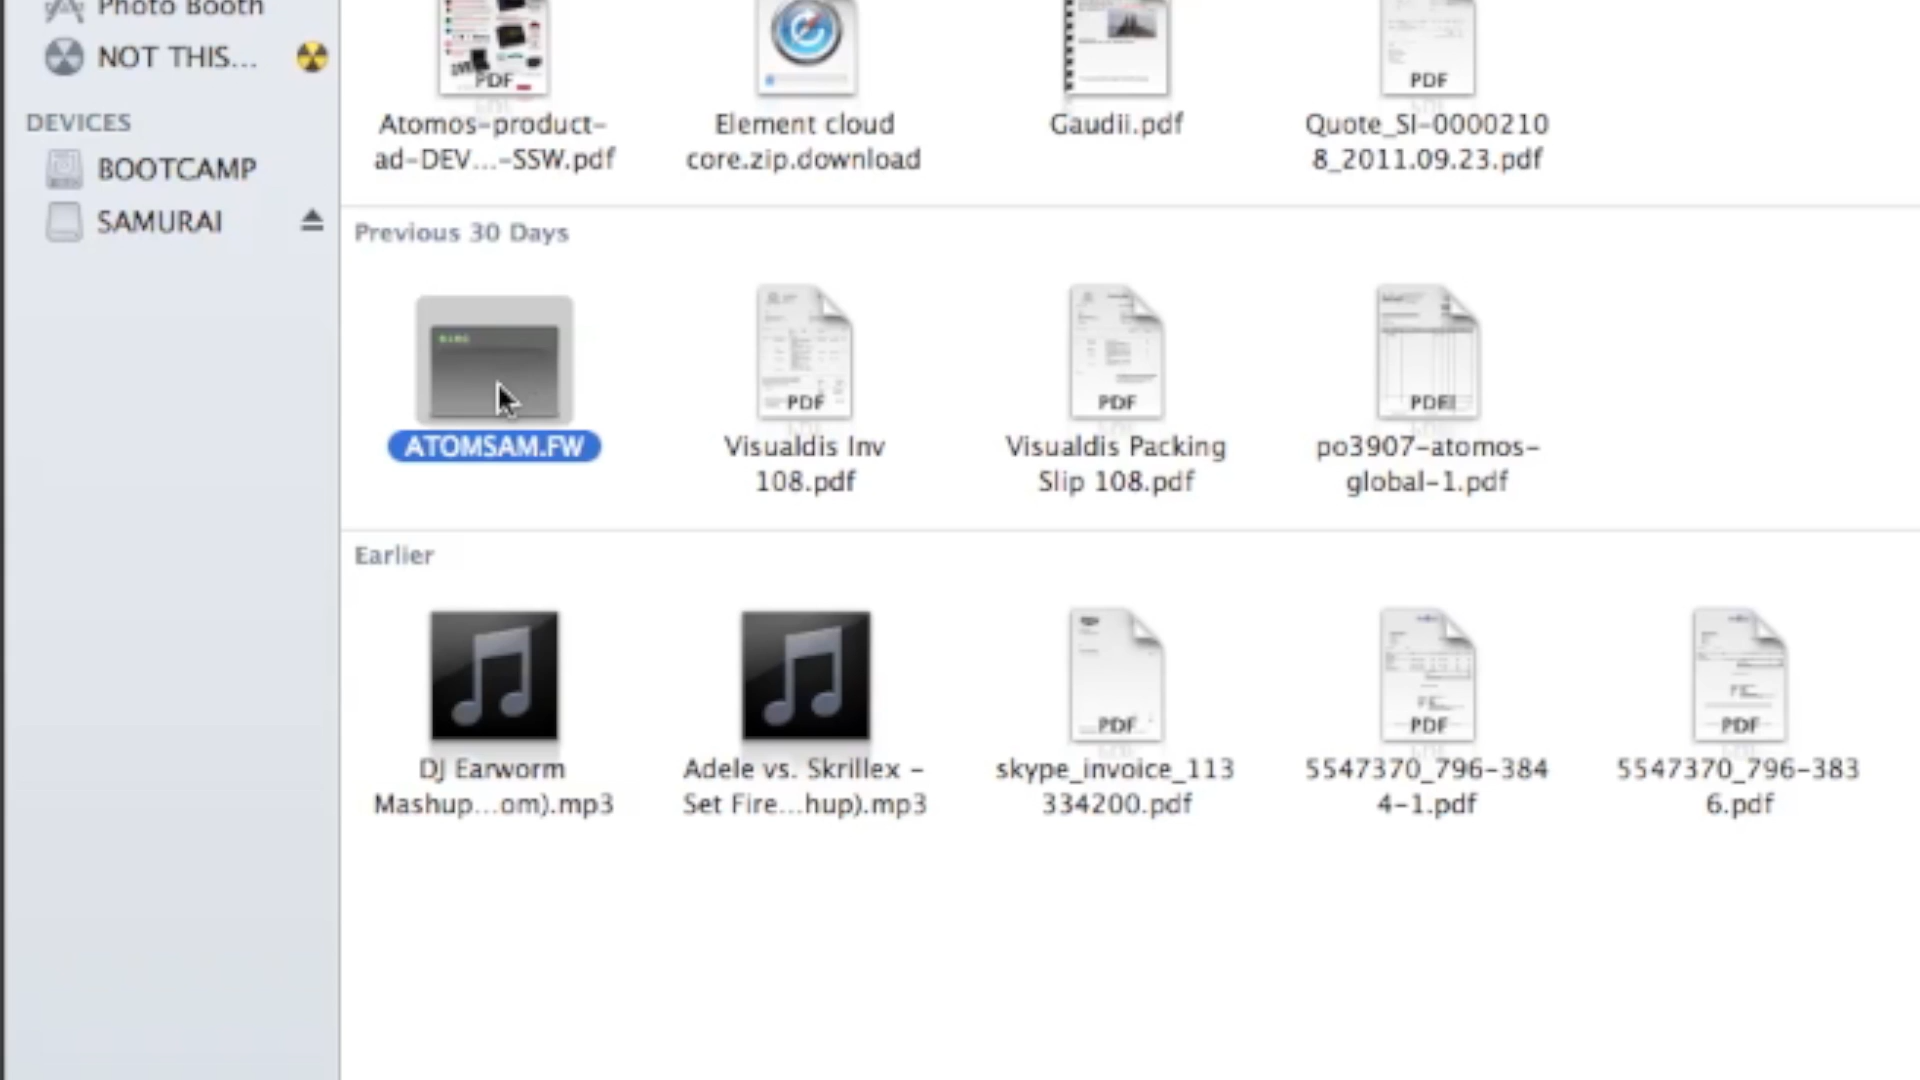 Photo Booth
NOT THIS...
DEVICES
BOOTCAMP
SAMURAI
PDF
PDF
Atomos-product-
ad-DEV...-SSW.pdf
Element cloud
core.zip.download
Gaudii.pdf
Quote_SI-0000210
8_2011.09.23.pdf
Previous 30 Days
PDF
PDF
PDF
ATOMSAM.FW
Visualdis Inv
108.pdf
Visualdis Packing
Slip 108.pdf
po3907-atomos-
global-1.pdf
Earlier
PDF
PDF
PDF
DJ Earworm
Mashup...om).mp3
Adele vs. Skrillex -
Set Fire...hup).mp3
skype_invoice_113
334200.pdf
5547370_796-384
4-1.pdf
5547370_796-383
6.pdf